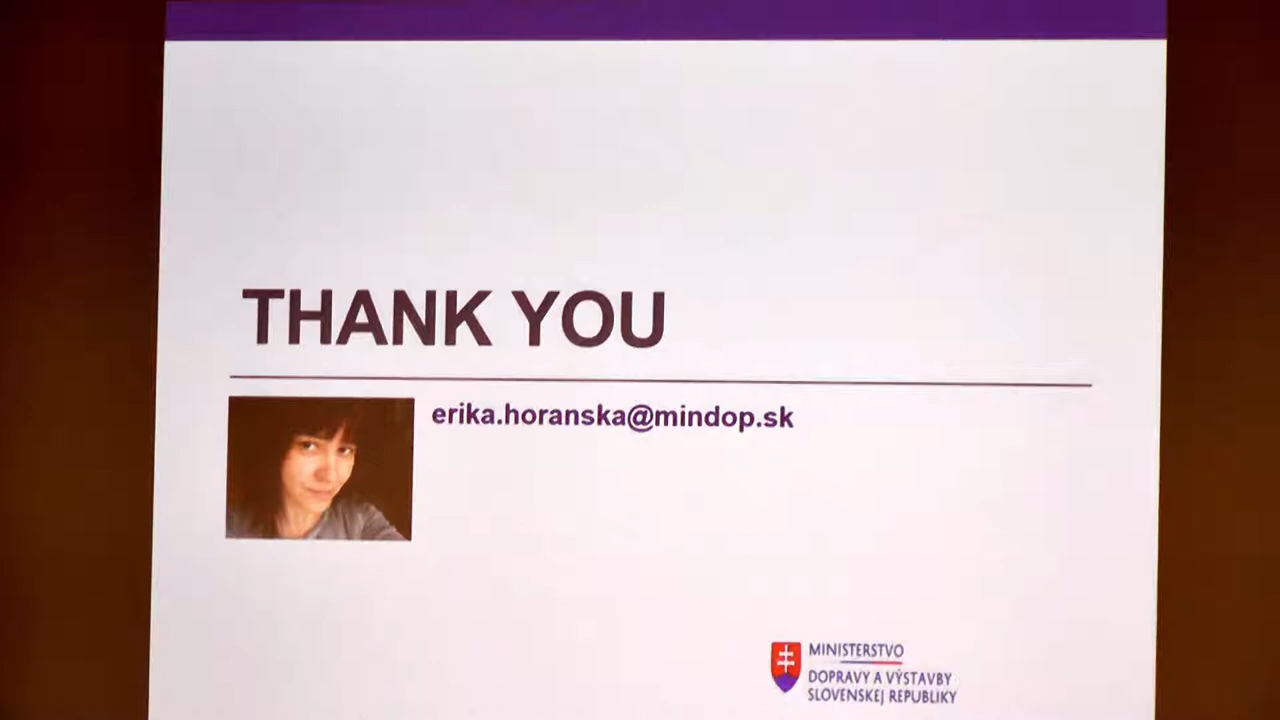 THANK YOU
erika.horanska@mindop.sk
MINISTERSTVO
DOPRAVY A VÝSTAVBY
SLOVENSKEJ REPUBLIKY